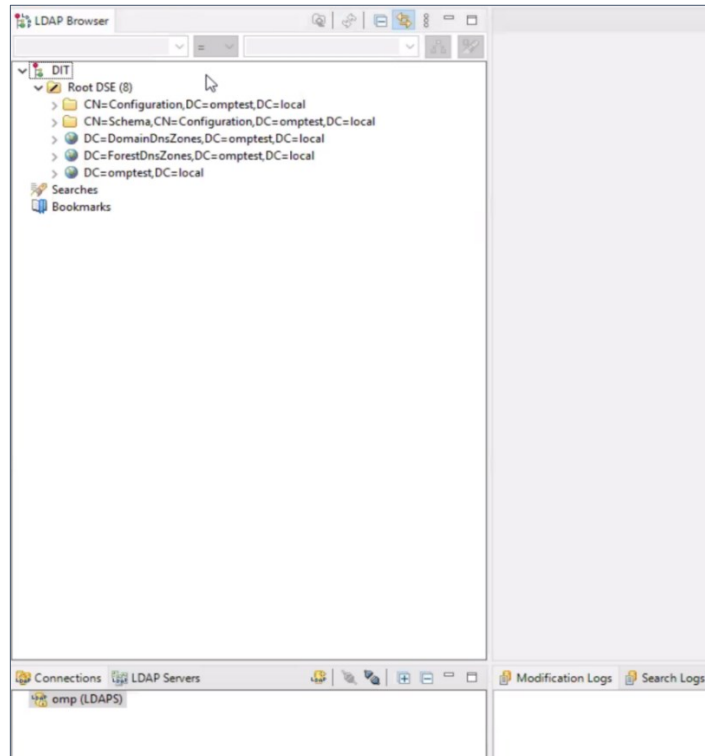 LDAP Browser
=
DIT
Root DSE (8)
CN=Configuration,DC=omptest,DC=local
CN=Schema,CN=Configuration,DC=omptest,DC=local
DC=DomainDnsZones,DC=omptest,DC=local
DC=ForestDnsZones,DC=omptest,DC=local
DC=omptest,DC=local
Searches
Bookmarks
Connections LDAP Servers Modification Logs Search Logs
omp (LDAPS)